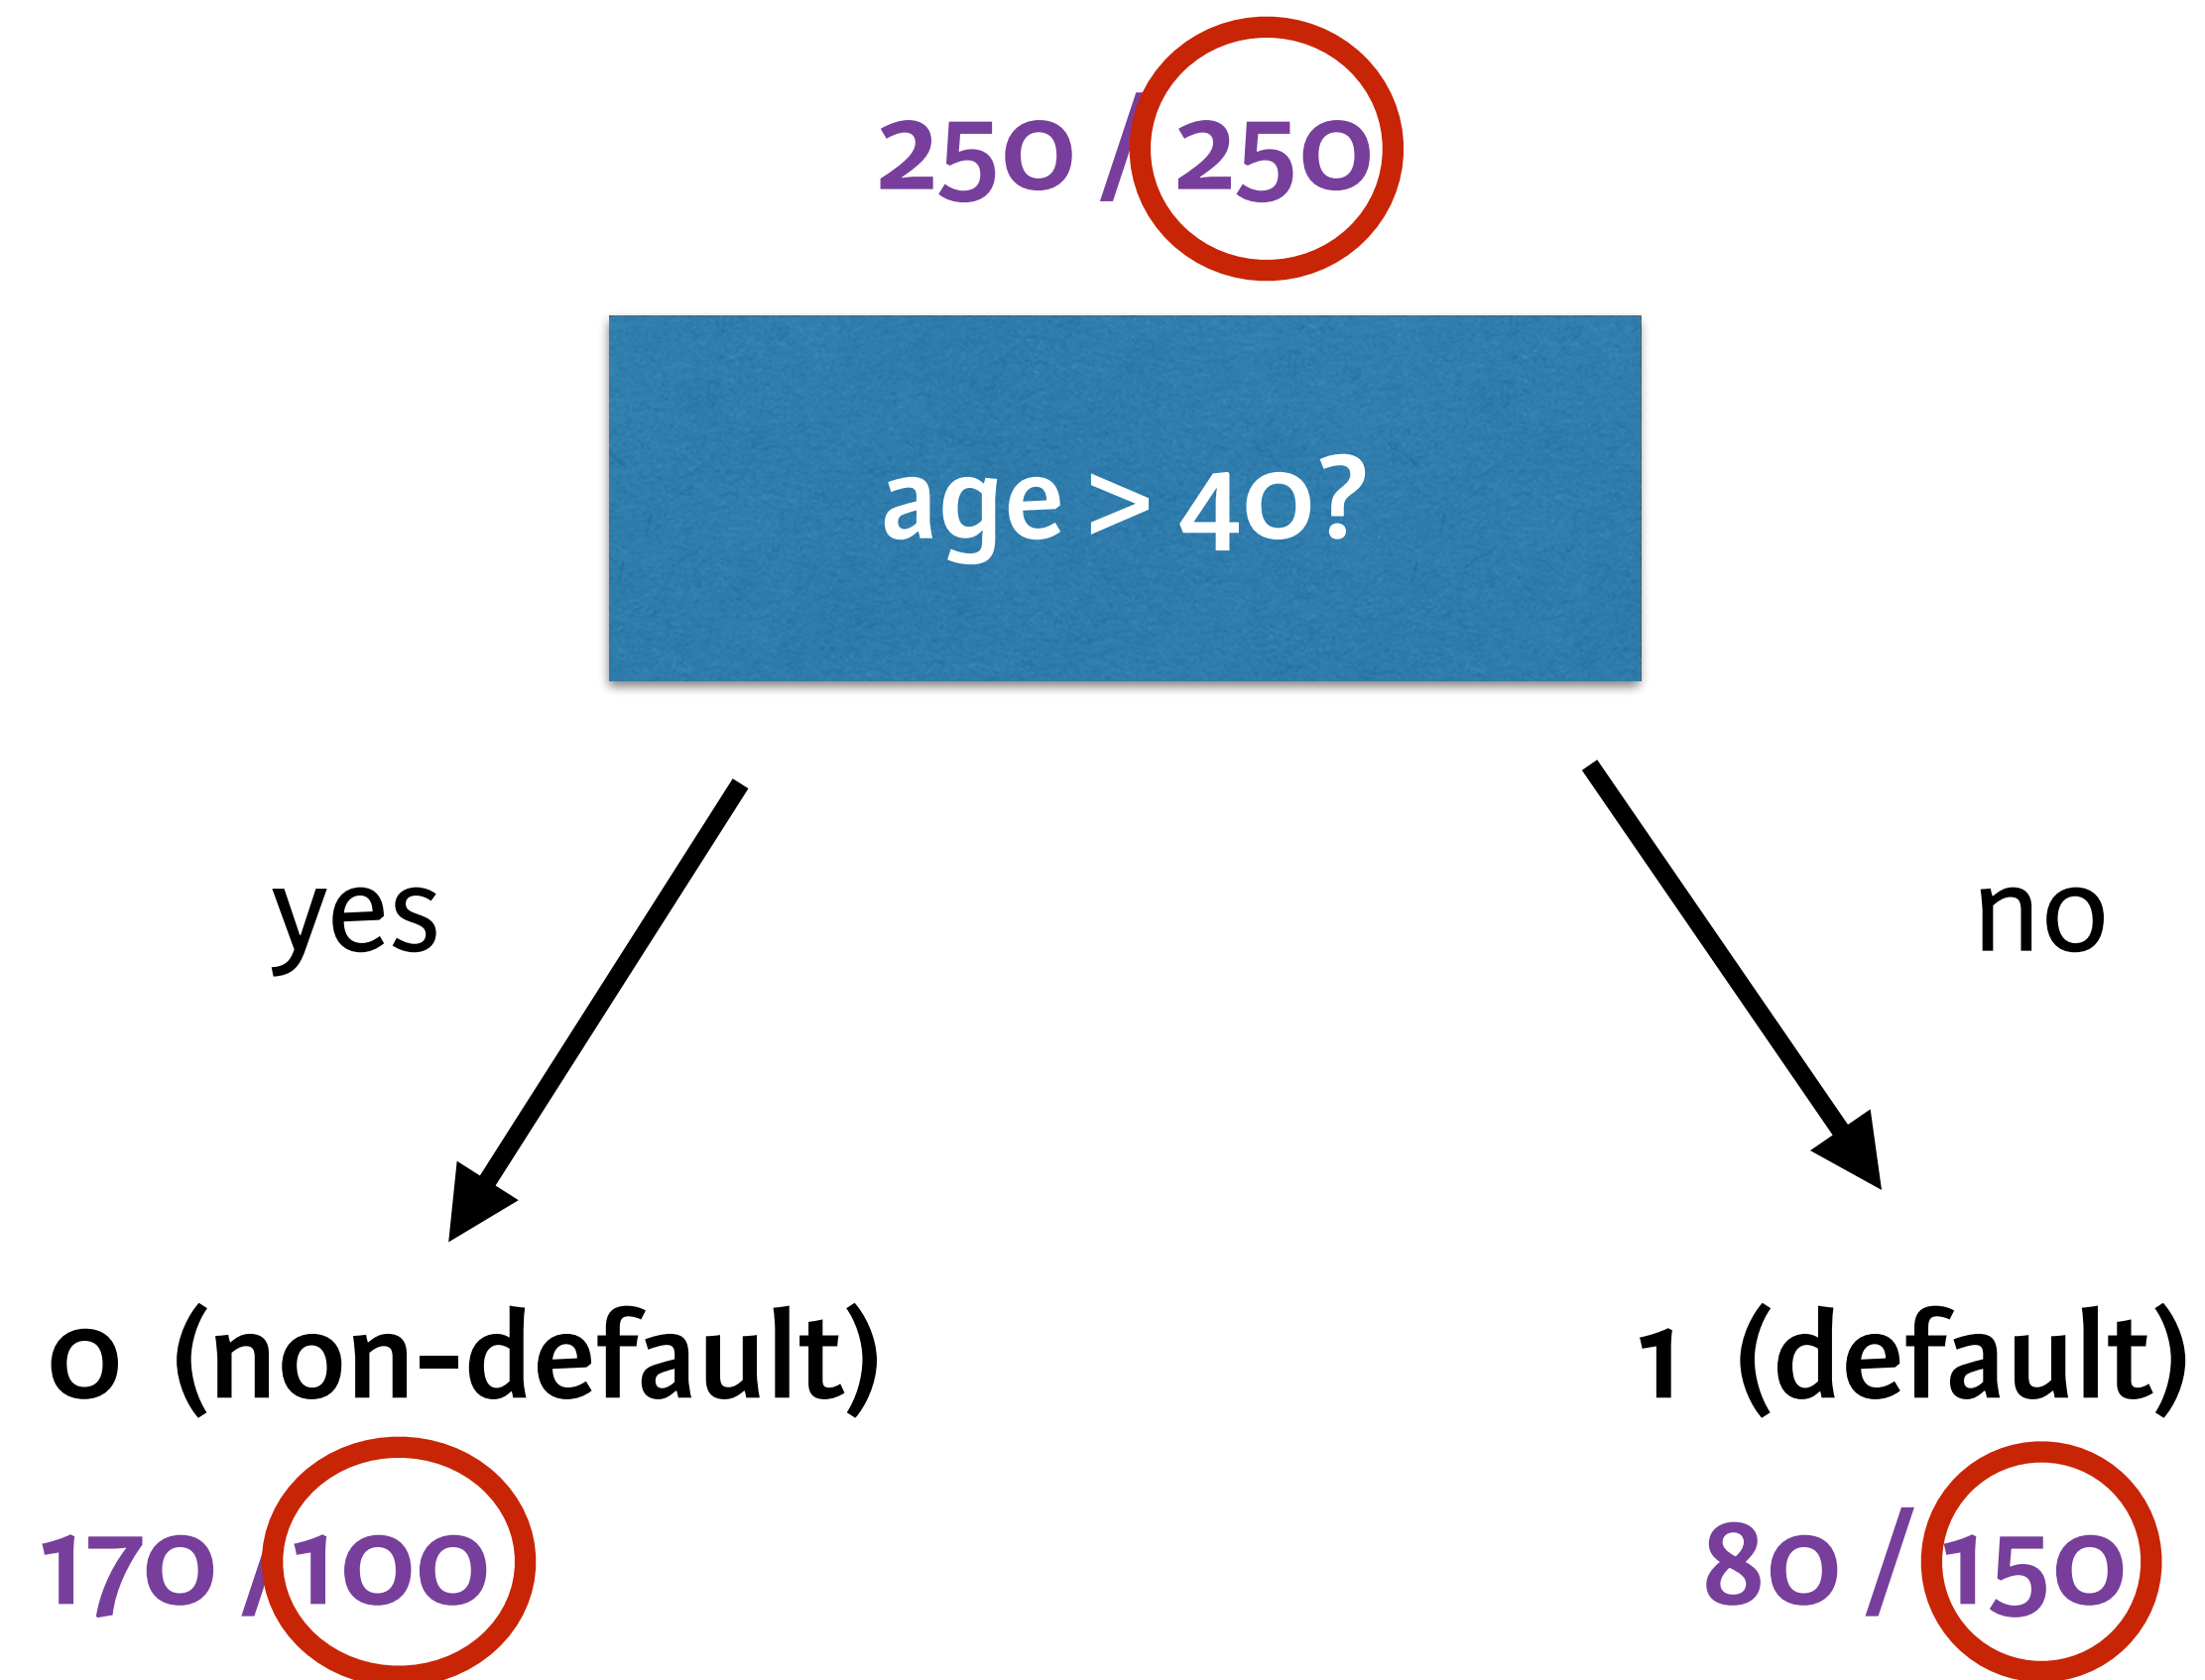 250 / 250
age > 40?
yes
no
0 (non-default)
1 (default)
170 / 100
80 / 150